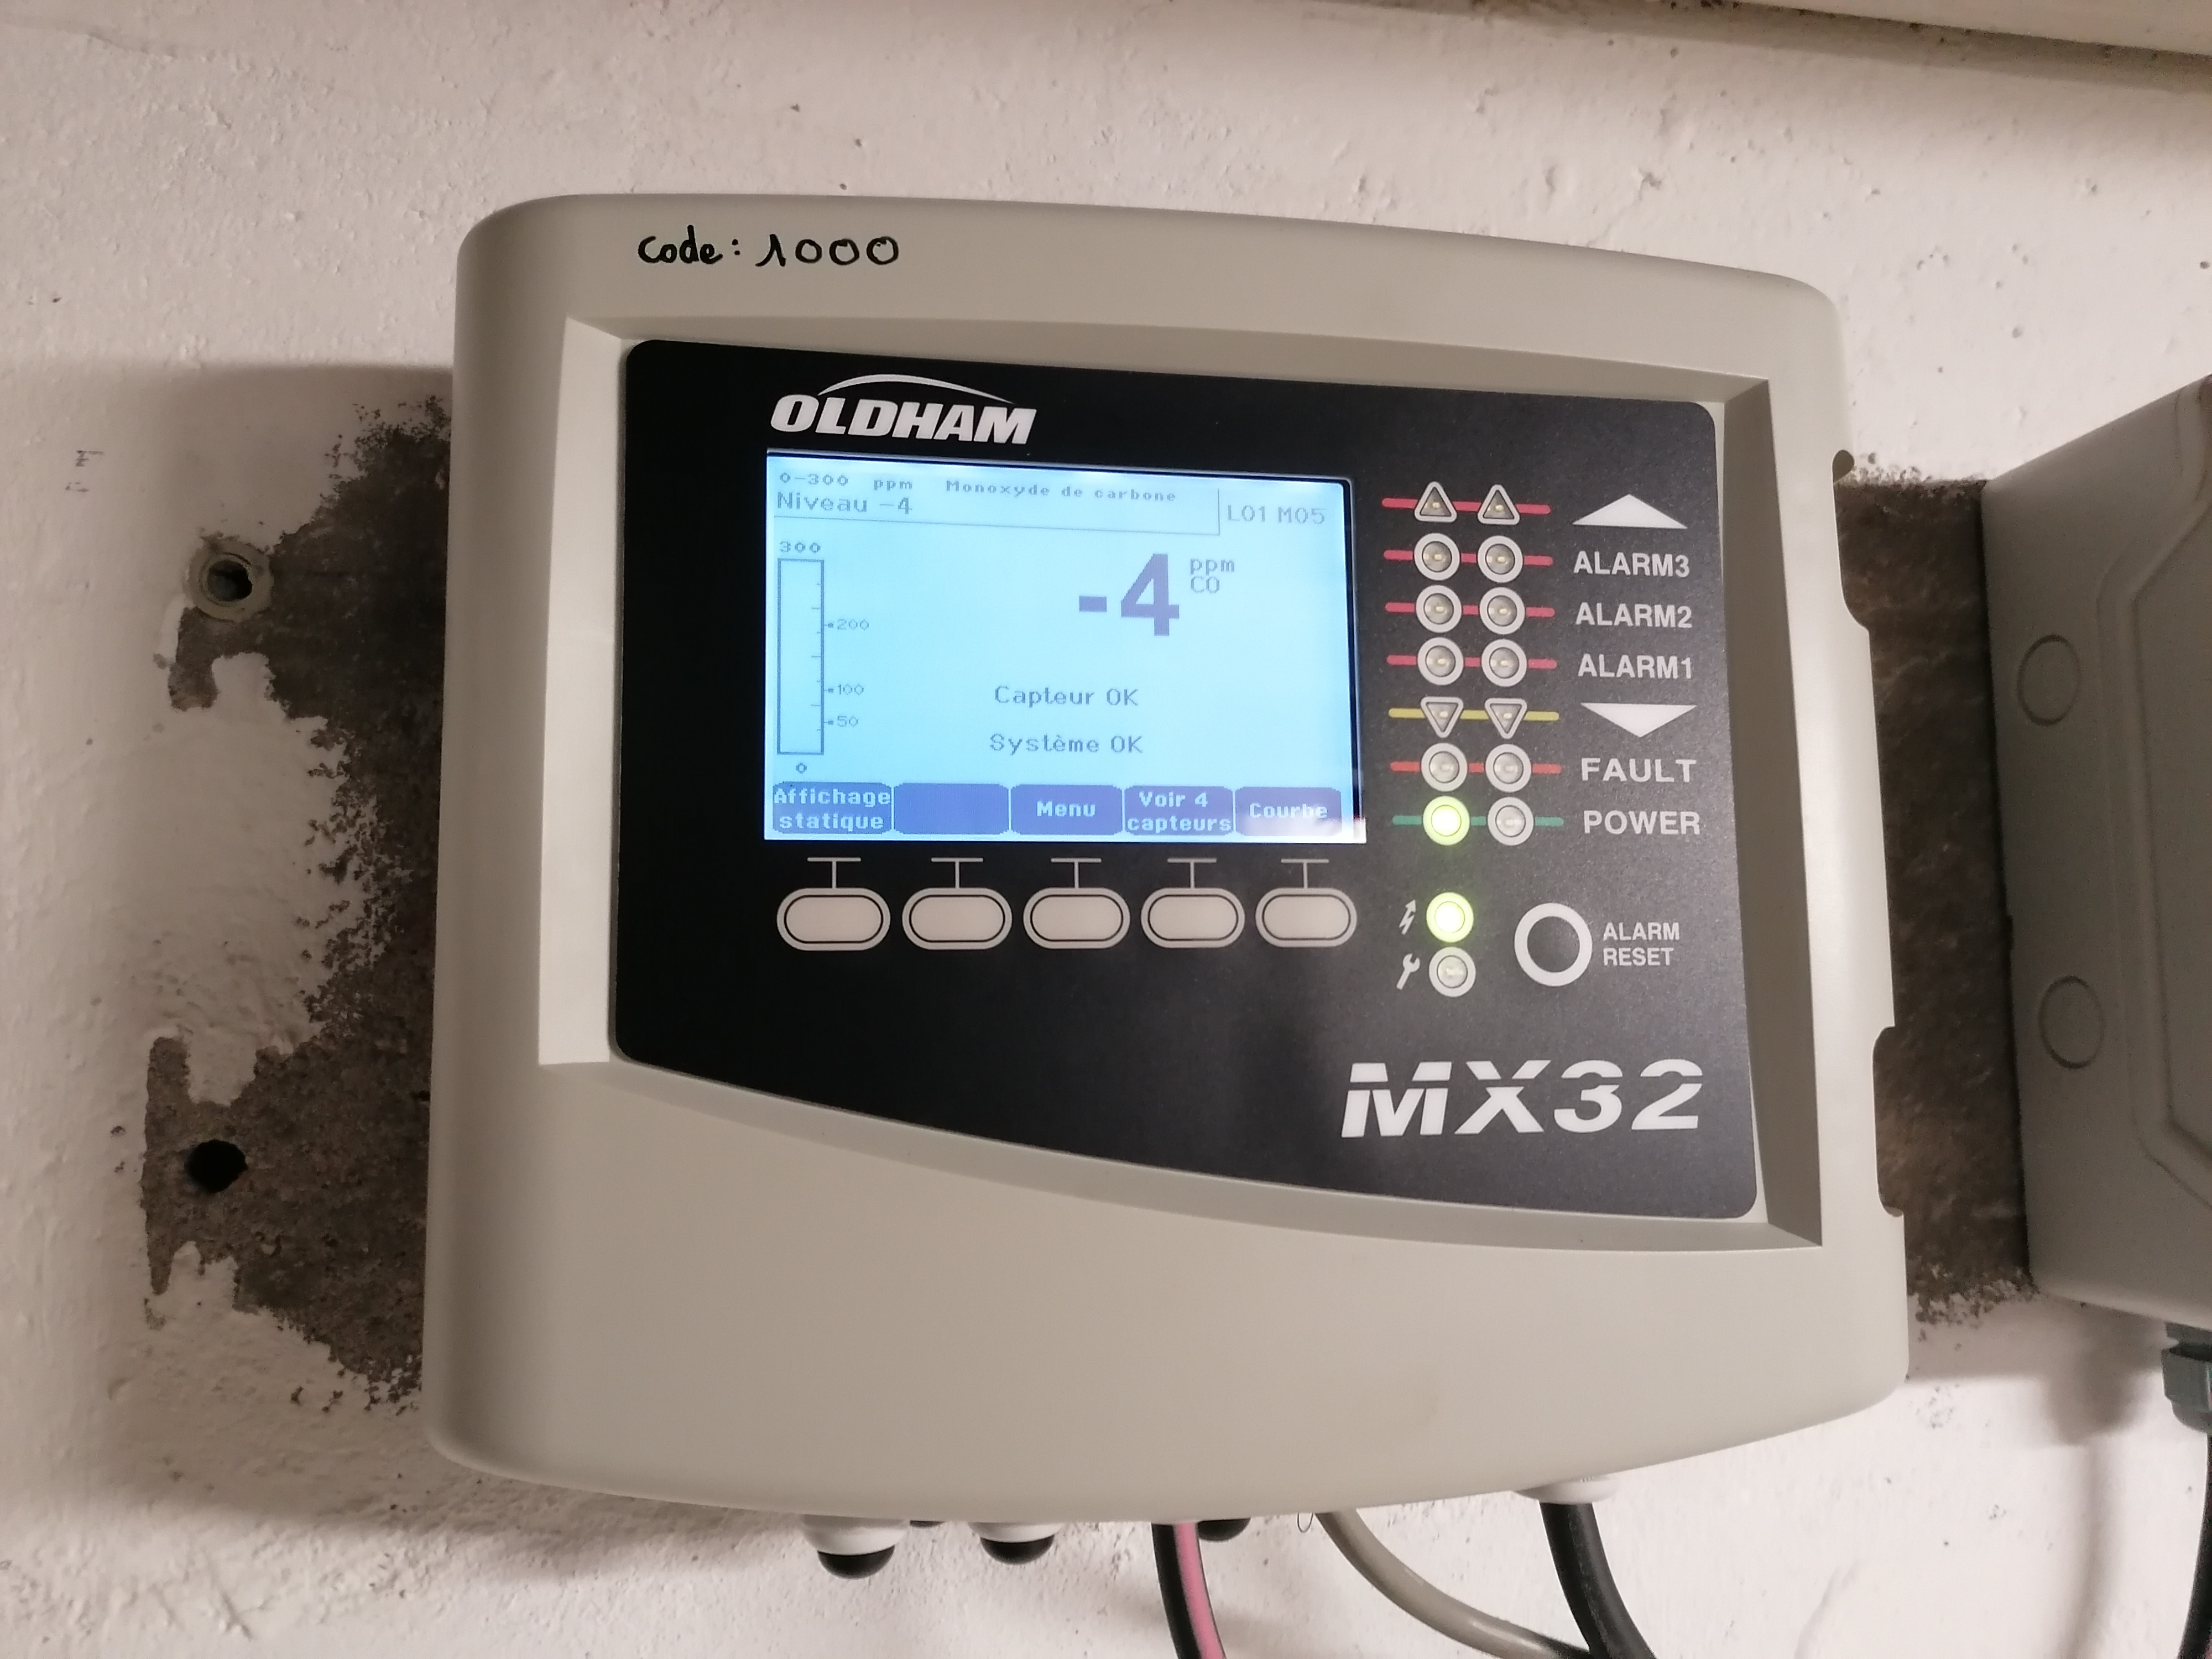 Code: 1000
OLDHAM
0-300 ppm Monoxyde de carbone
Niveau -4
L01 M05
300
200
100
50
0
-4 ppm
CO
Capteur OK
Système OK
Affichage
statique
Menu
Voir 4
capteurs
Courbe
ALARM3
ALARM2
ALARM1
FAULT
POWER
ALARM
RESET
MX32